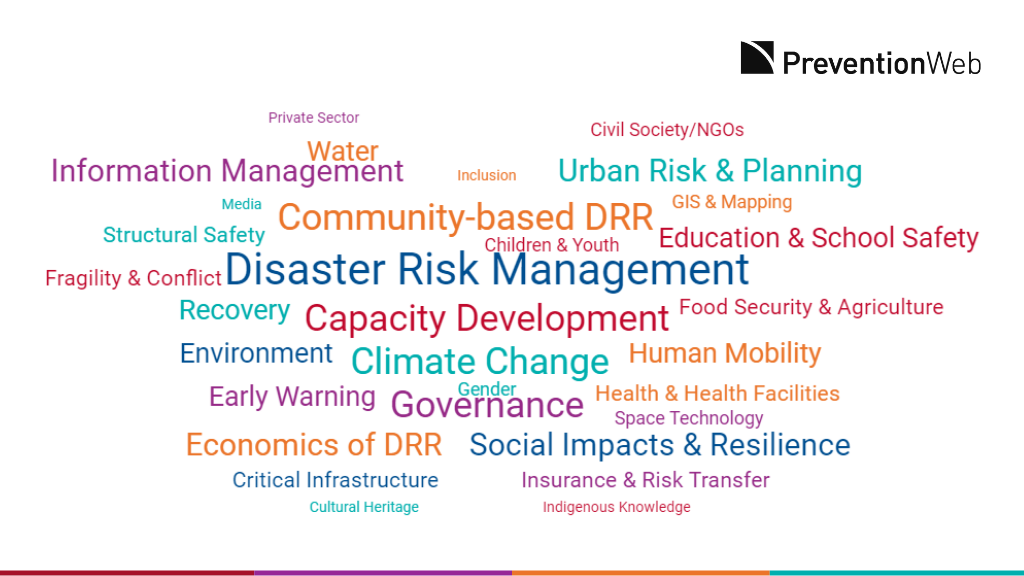 PreventionWeb
Private Sector
Civil Society/NGOs
Water
Information Management
Inclusion
Urban Risk & Planning
Media
Community-based DRR
GIS & Mapping
Structural Safety
Children & Youth
Education & School Safety
Fragility & Conflict
Disaster Risk Management
Recovery
Capacity Development
Food Security & Agriculture
Environment
Climate Change
Human Mobility
Early Warning
Gender
Governance
Health & Health Facilities
Space Technology
Economics of DRR
Social Impacts & Resilience
Critical Infrastructure
Insurance & Risk Transfer
Cultural Heritage
Indigenous Knowledge